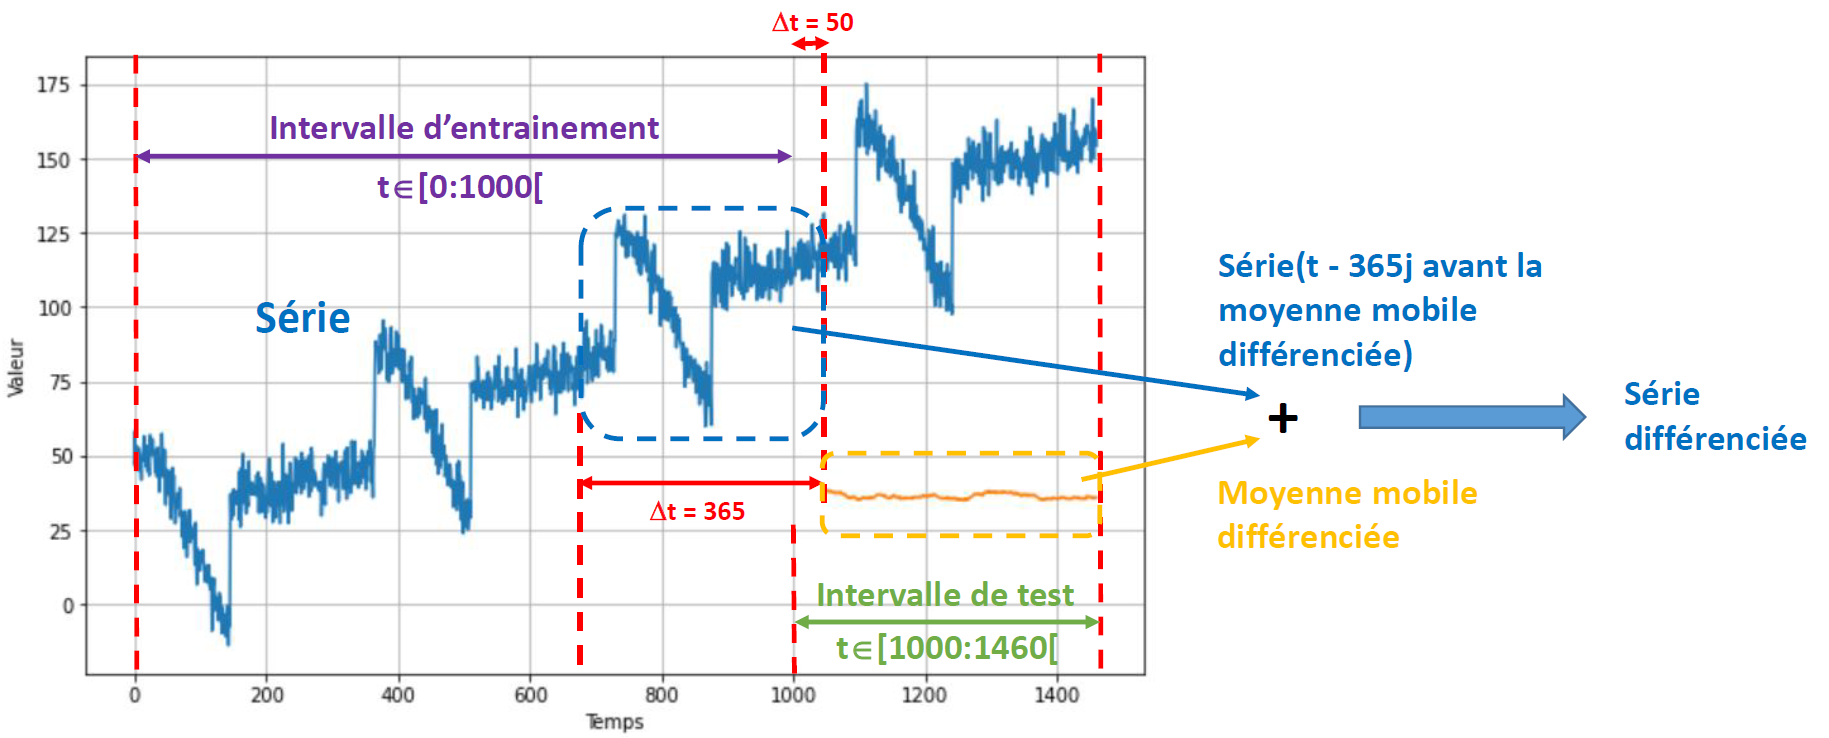 Δt = 50
175
150
125
100
75
50
25
0
Valeur
Intervalle d’entrainement
t∈[0:1000[
Série
Δt = 365
Intervalle de test
t∈[1000:1460[
0
200
400
600
800
1000
1200
1400
Temps
Série(t - 365j avant la
moyenne mobile
différenciée)
+
Moyenne mobile
différenciée
Série
différenciée